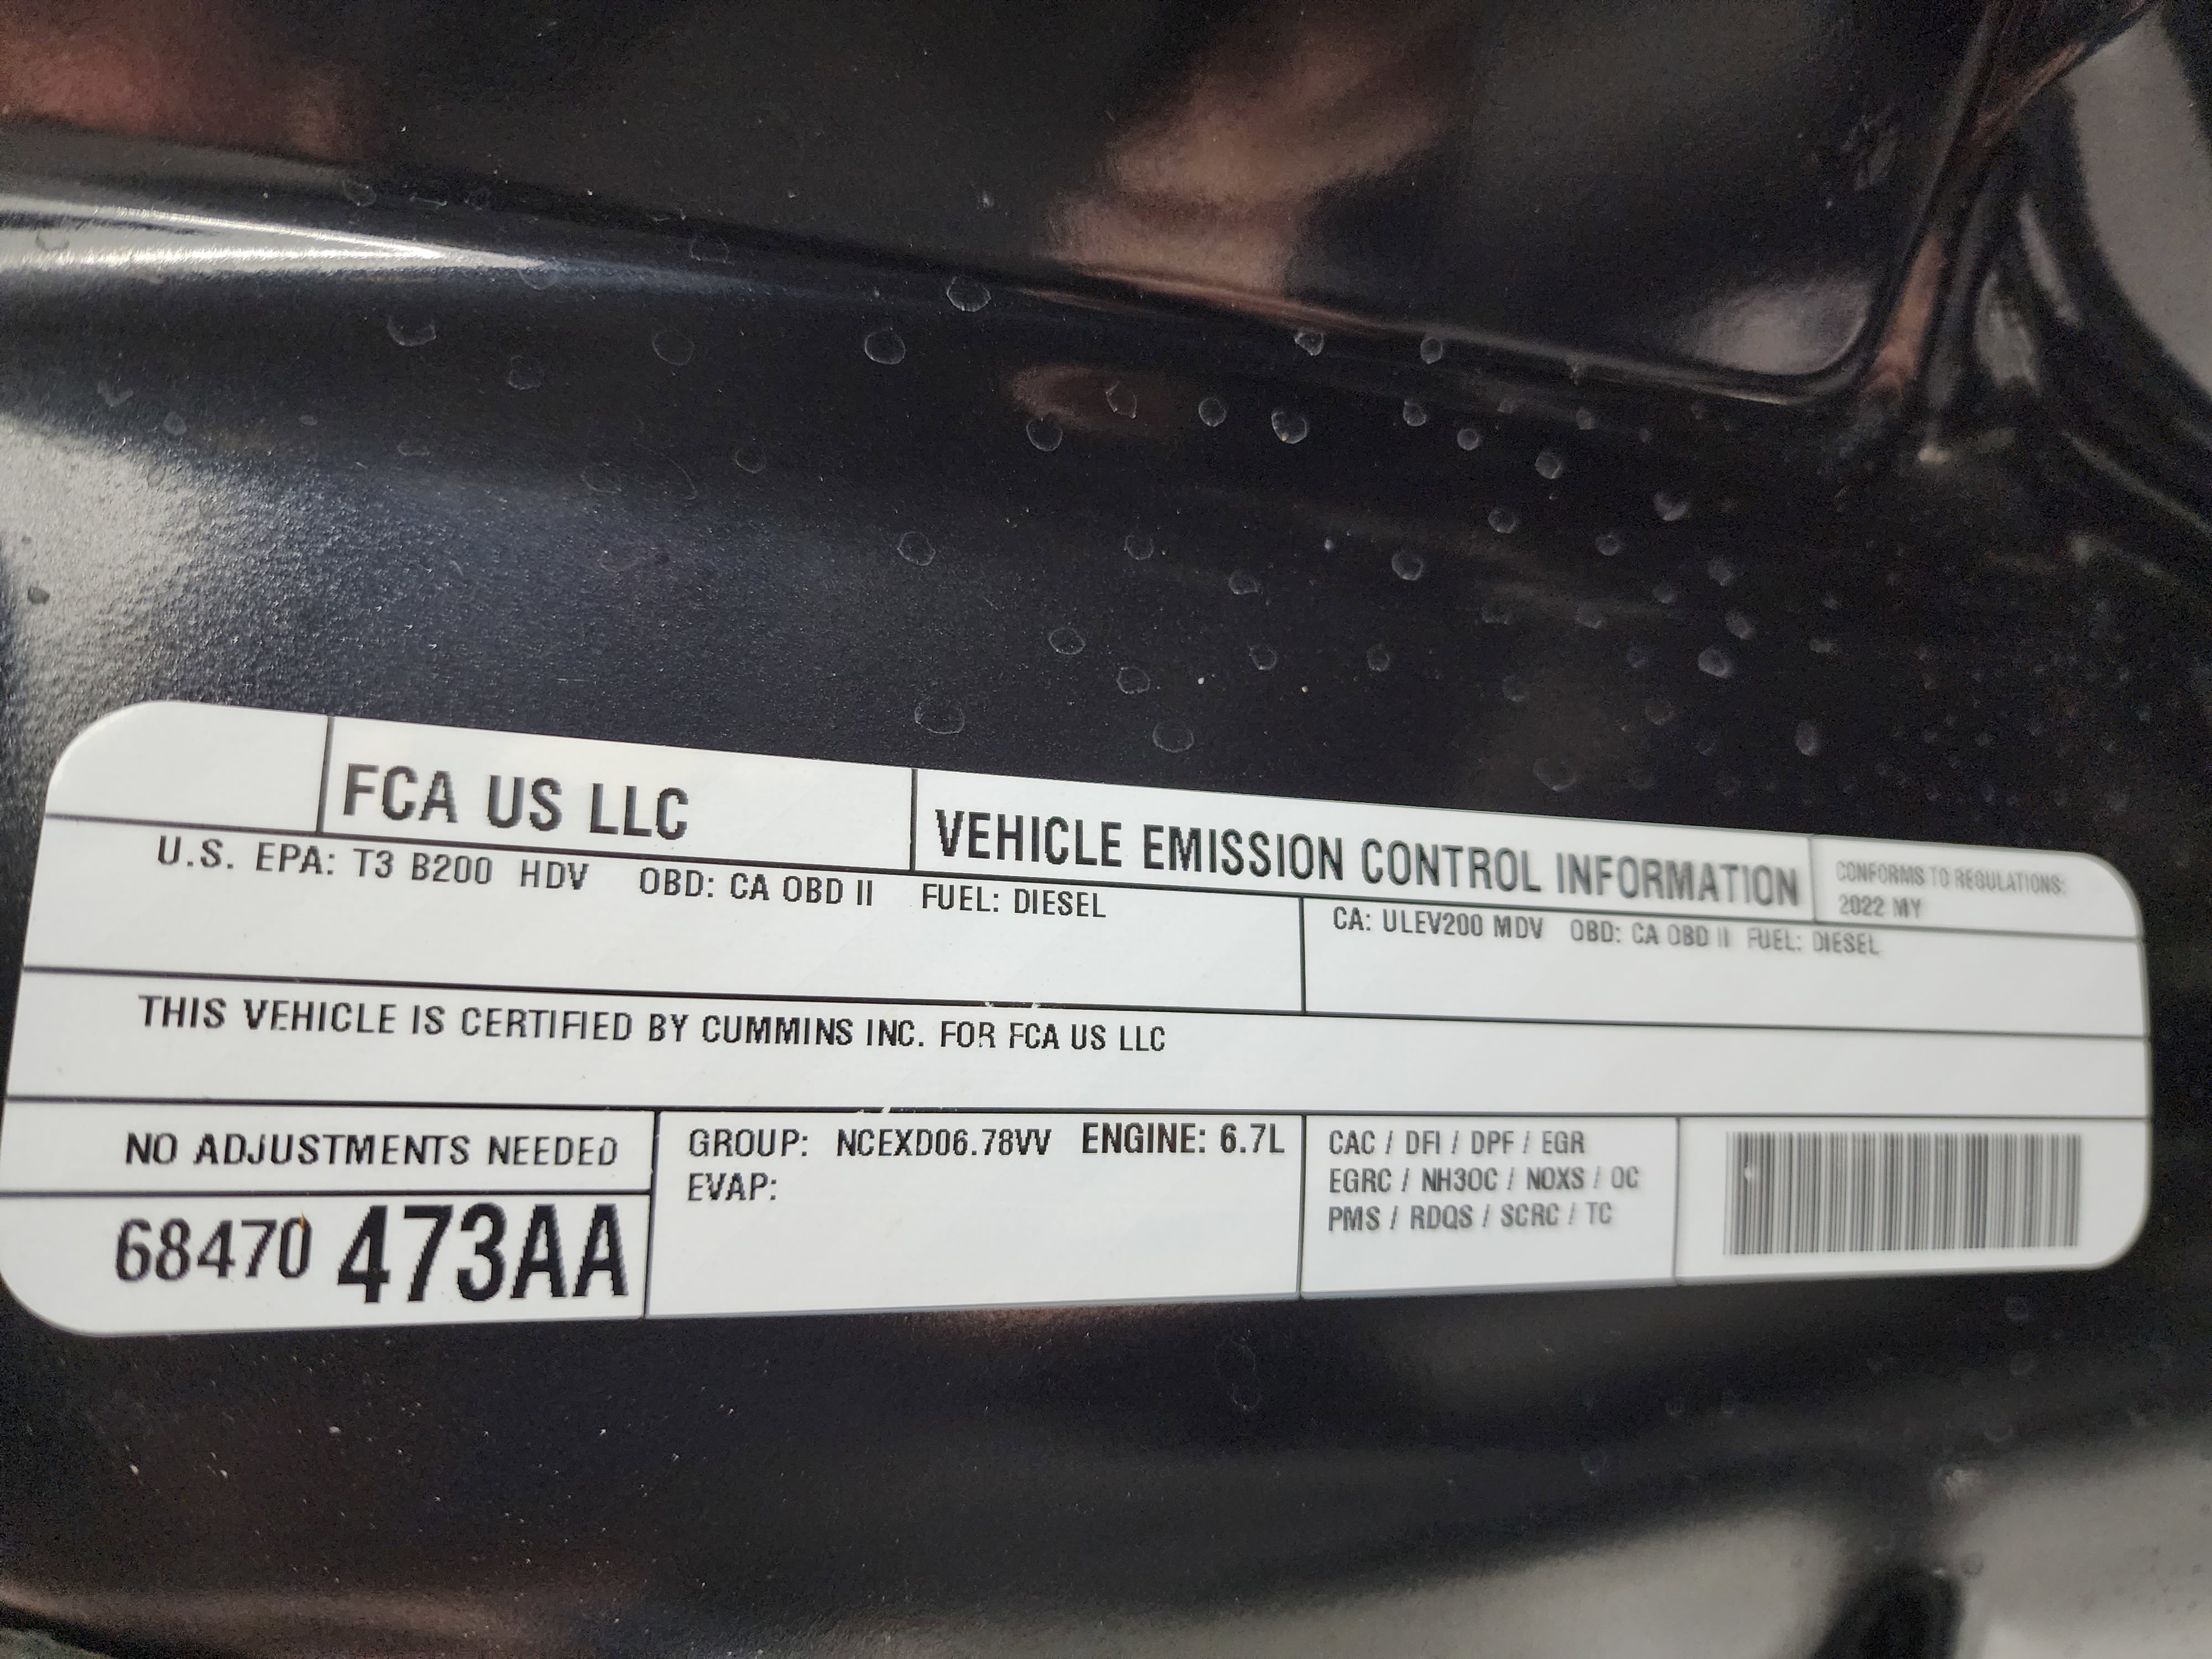 FCA US LLC
VEHICLE EMISSION CONTROL INFORMATION
CONFORMS TO REGULATIONS:
2022 MY
U.S. EPA: T3 B200 HDV OBD: CA OBD II FUEL: DIESEL
CA: ULEV200 MDV OBD: CA OBD II FUEL: DIESEL
THIS VEHICLE IS CERTIFIED BY CUMMINS INC. FOR FCA US LLC
NO ADJUSTMENTS NEEDED
68470 473AA
GROUP: NCEXD06.78VV ENGINE: 6.7L
EVAP:
CAC / DFI / DPF / EGR
EGRC / NH3OC / NOXS / OC
PMS / RDQS / SCRC / TC